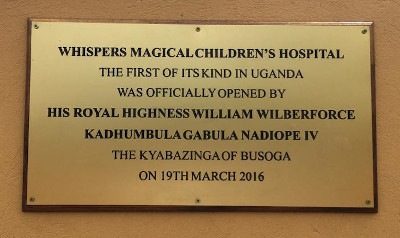 WHISPERS MAGICAL CHILDREN'S HOSPITAL
THE FIRST OF ITS KIND IN UGANDA
WAS OFFICIALLY OPENED BY
HIS ROYAL HIGHNESS WILLIAM WILBERFORCE
KADHUMBULA GABULA NADIOPE IV
THE KYABAZINGA OF BUSOGA
ON 19TH MARCH 2016